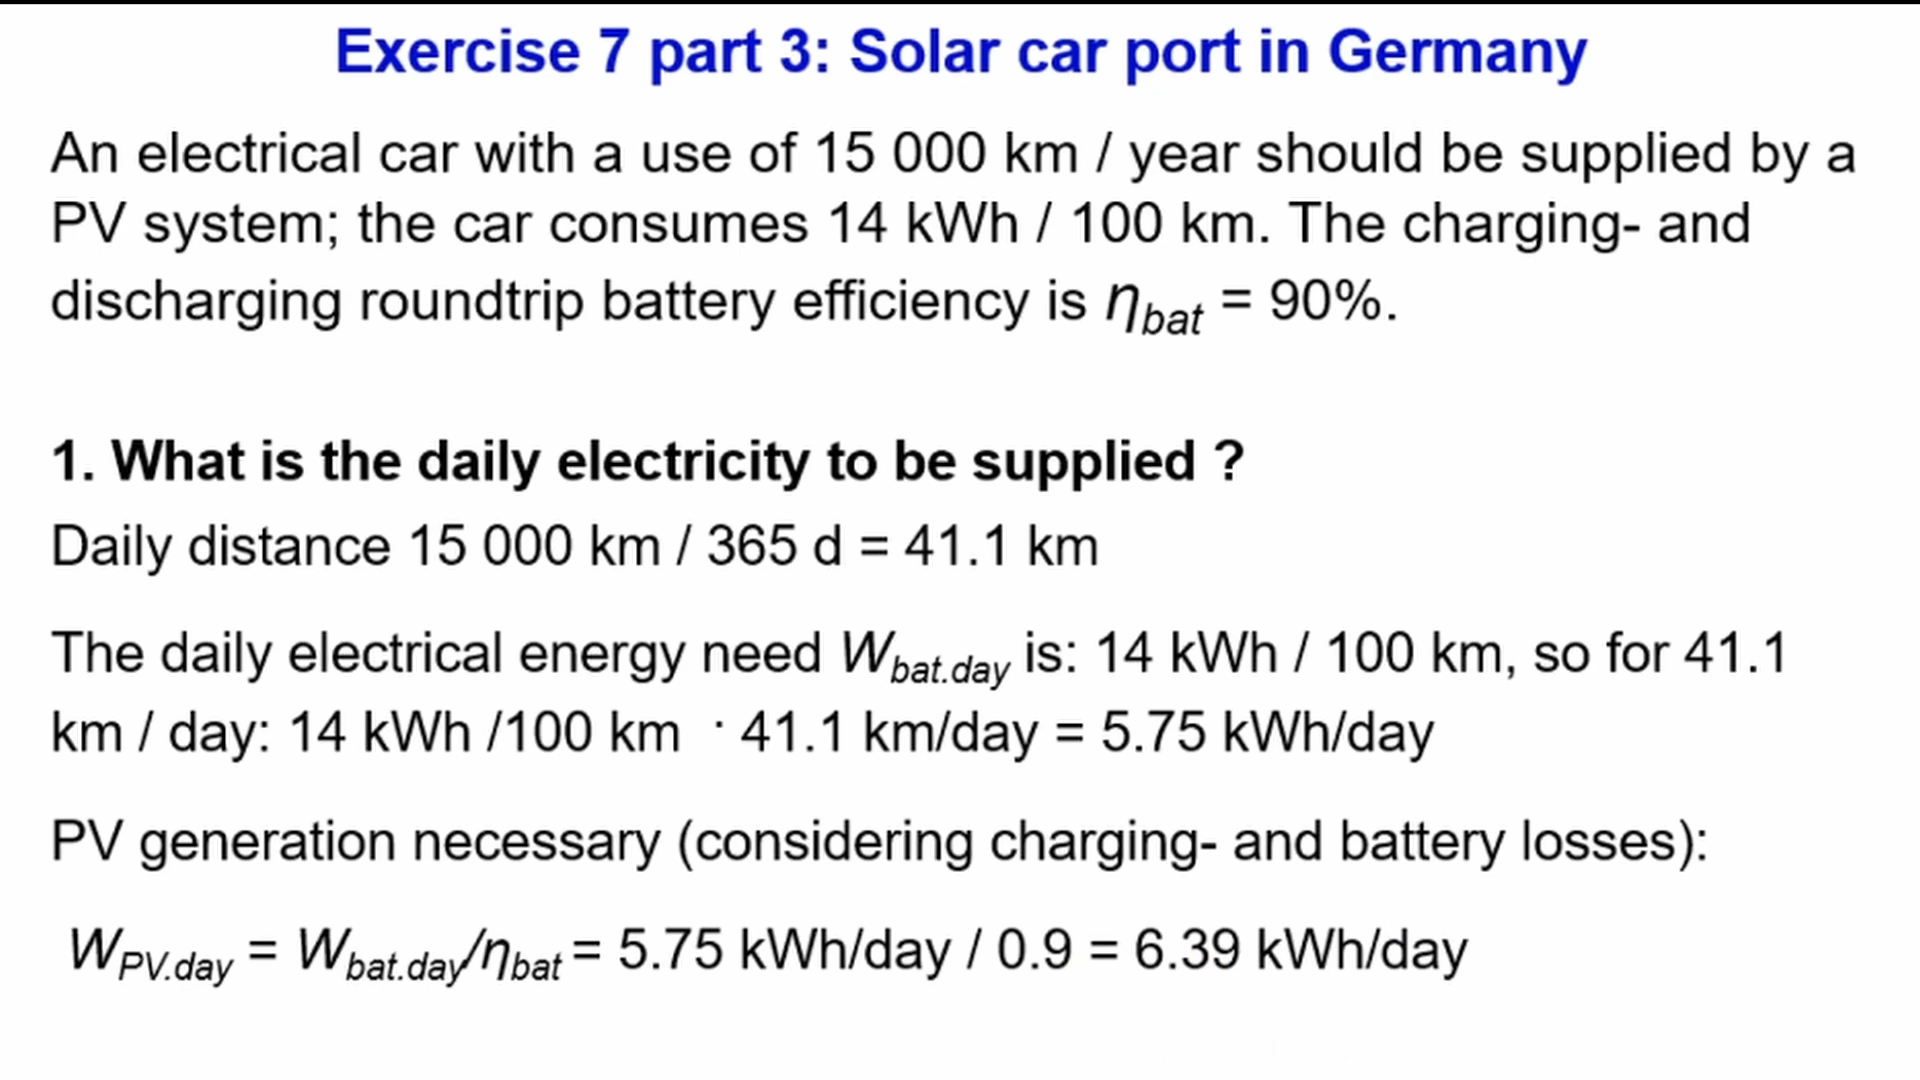 Exercise 7 part 3: Solar car port in Germany
An electrical car with a use of 15 000 km / year should be supplied by a
PV system; the car consumes 14 kWh / 100 km. The charging- and
discharging roundtrip battery efficiency is η_bat = 90%.
1. What is the daily electricity to be supplied ?
Daily distance 15 000 km / 365 d = 41.1 km
The daily electrical energy need W_bat.day is: 14 kWh / 100 km, so for 41.1
km / day: 14 kWh /100 km · 41.1 km/day = 5.75 kWh/day
PV generation necessary (considering charging- and battery losses):
W_PV.day = W_bat.day/η_bat = 5.75 kWh/day / 0.9 = 6.39 kWh/day